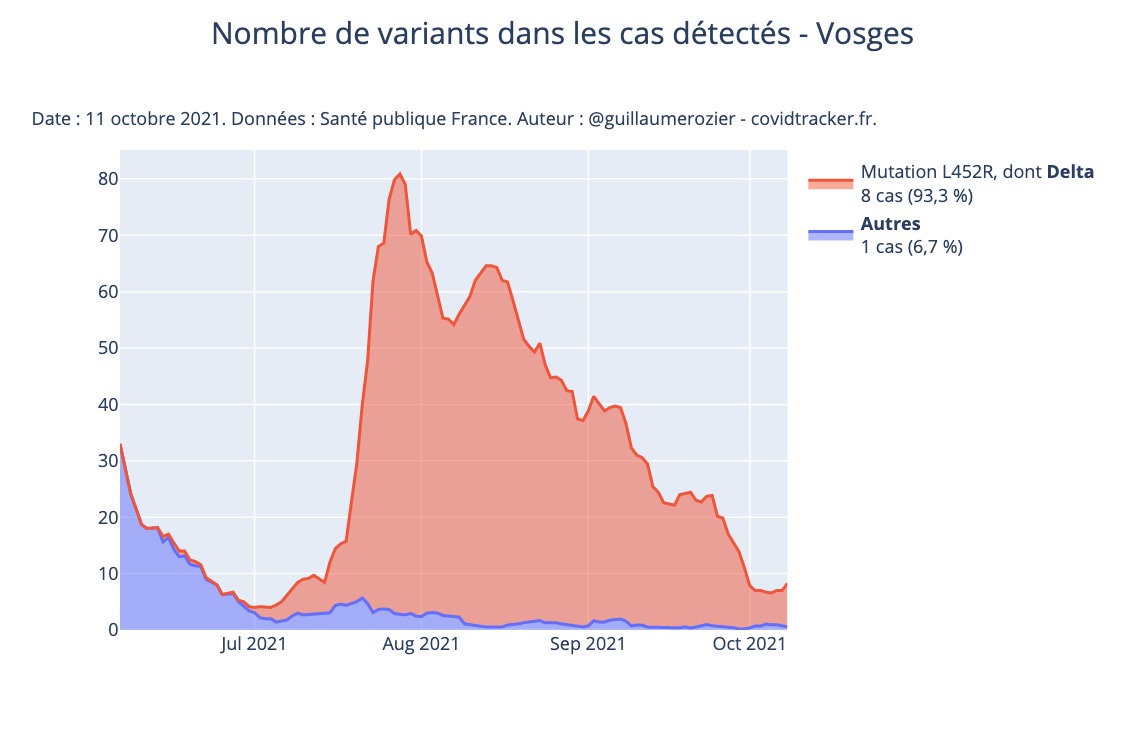 Nombre de variants dans les cas détectés - Vosges
Date : 11 octobre 2021. Données : Santé publique France. Auteur : @guillaumerozier - covidtracker.fr.
Mutation L452R, dont Delta
8 cas (93,3 %)
Autres
1 cas (6,7 %)
80
70
60
50
40
30
20
10
0
Jul 2021 Aug 2021 Sep 2021 Oct 2021